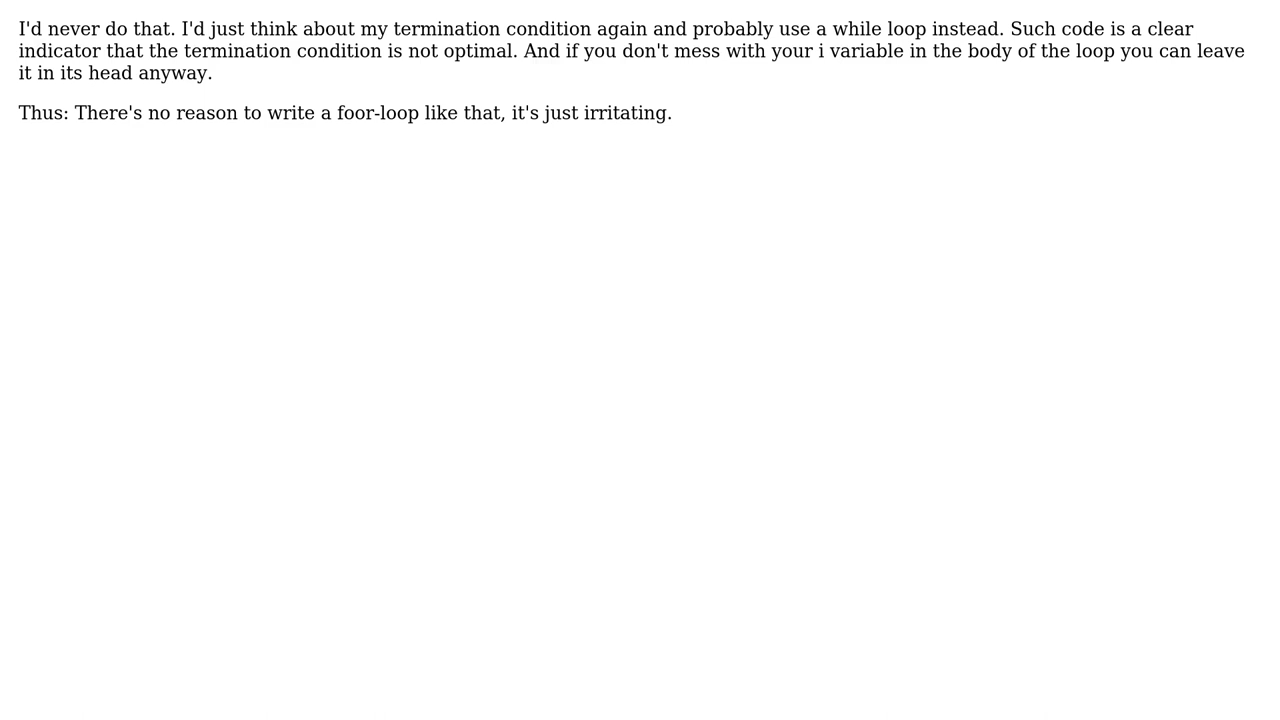 I'd never do that. I'd just think about my termination condition again and probably use a while loop instead. Such code is a clear
indicator that the termination condition is not optimal. And if you don't mess with your i variable in the body of the loop you can leave
it in its head anyway.
Thus: There's no reason to write a foor-loop like that, it's just irritating.